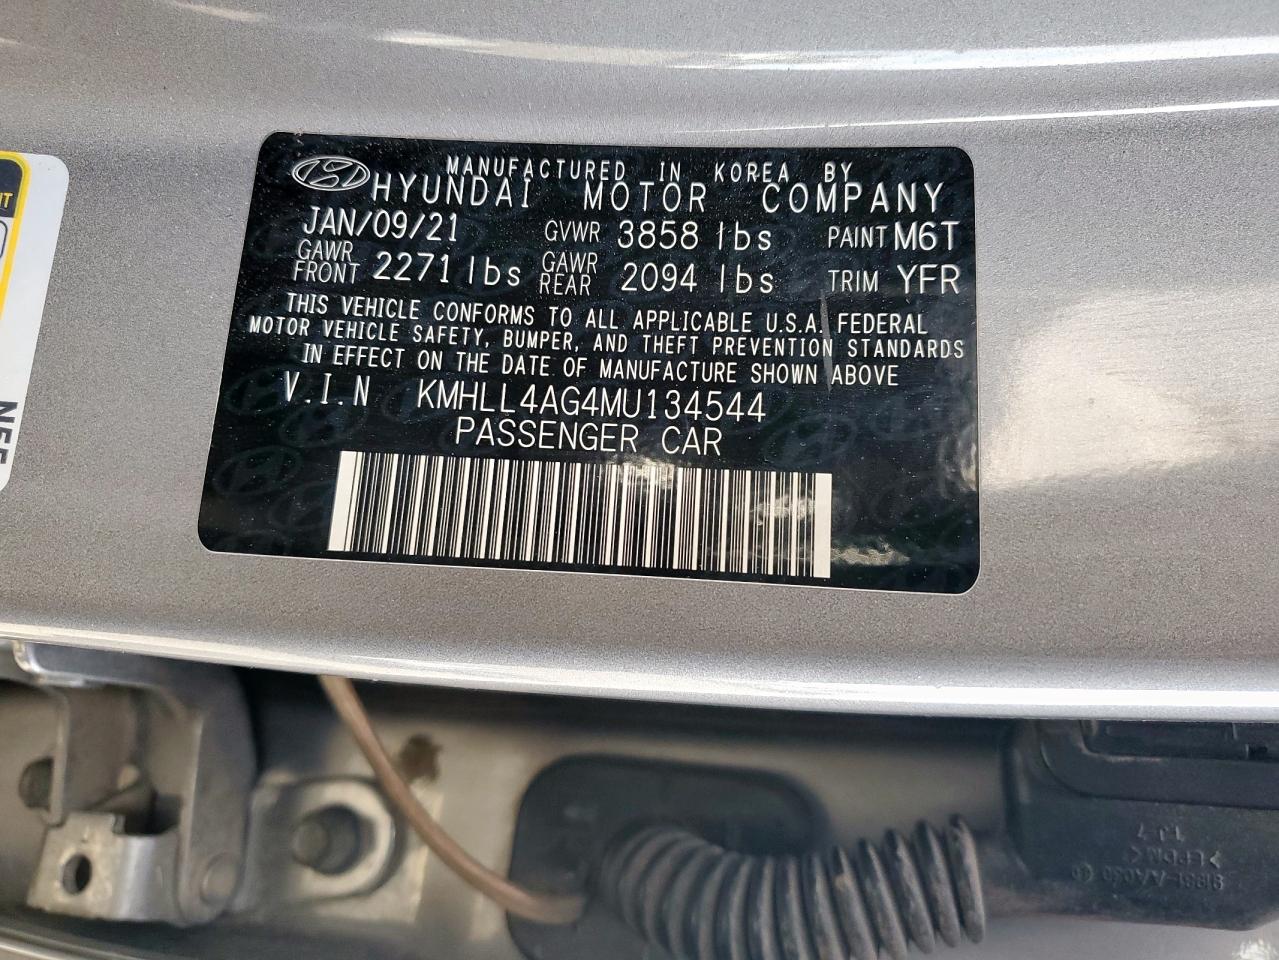 MANUFACTURED IN KOREA BY
HYUNDAI MOTOR COMPANY
JAN/09/21 GVWR 3858 lbs PAINT M6T
GAWR FRONT 2271 lbs GAWR REAR 2094 lbs TRIM YFR
THIS VEHICLE CONFORMS TO ALL APPLICABLE U.S.A. FEDERAL
MOTOR VEHICLE SAFETY, BUMPER, AND THEFT PREVENTION STANDARDS
IN EFFECT ON THE DATE OF MANUFACTURE SHOWN ABOVE
V.I.N KMHLL4AG4MU134544
PASSENGER CAR
>EPDM<